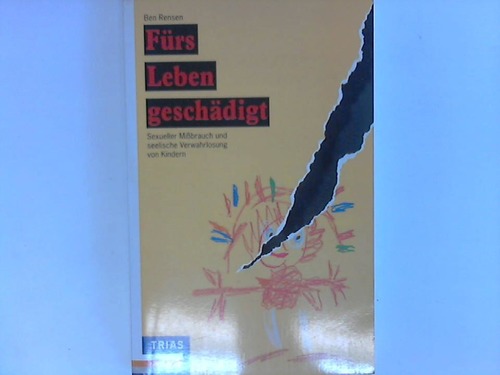 Ben Rensen
Fürs
Leben
geschädigt
Sexueller Mißbrauch und
seelische Verwahrlosung
von Kindern
TRIAS